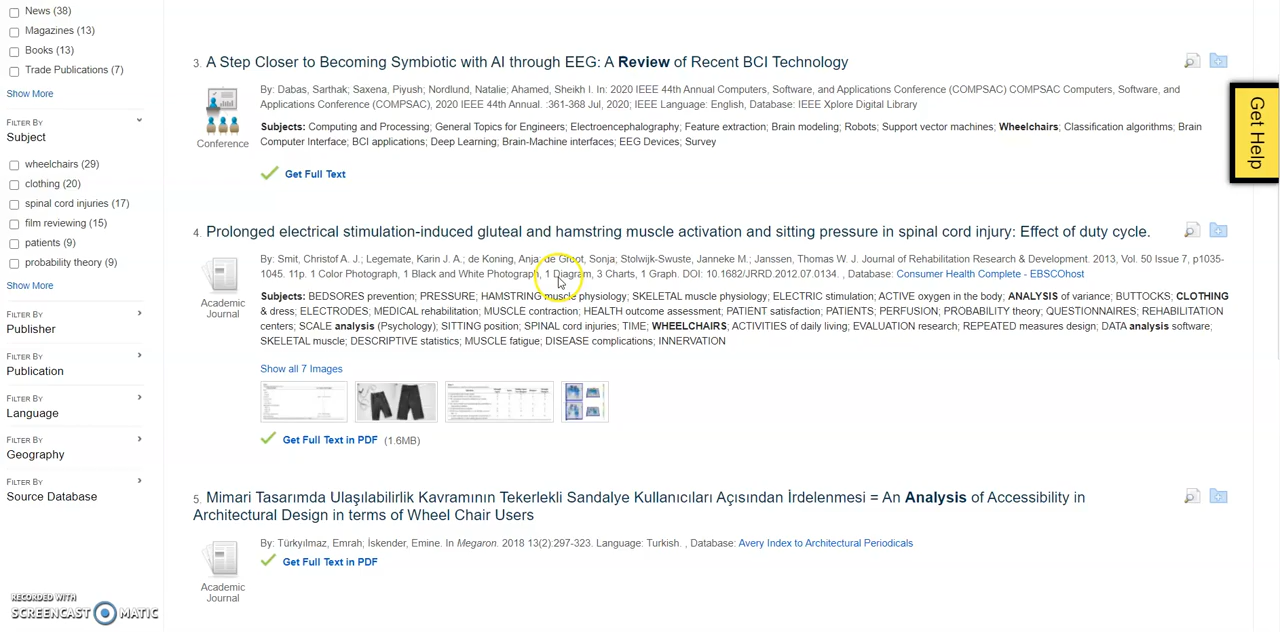 News (38)
Magazines (13)
Books (13)
Trade Publications (7)
Show More
FILTER BY
Subject
wheelchairs (29)
clothing (20)
spinal cord injuries (17)
film reviewing (15)
patients (9)
probability theory (9)
Show More
FILTER BY
Publisher
FILTER BY
Publication
FILTER BY
Language
FILTER BY
Geography
FILTER BY
Source Database
RECORDED WITH
SCREENCAST MATIC
3. A Step Closer to Becoming Symbiotic with AI through EEG: A Review of Recent BCI Technology
By: Dabas, Sarthak; Saxena, Piyush; Nordlund, Natalie; Ahamed, Sheikh I. In: 2020 IEEE 44th Annual Computers, Software, and Applications Conference (COMPSAC) COMPSAC Computers, Software, and
Applications Conference (COMPSAC), 2020 IEEE 44th Annual. :361-368 Jul, 2020; IEEE Language: English, Database: IEEE Xplore Digital Library
Conference
Subjects: Computing and Processing; General Topics for Engineers; Electroencephalography; Feature extraction; Brain modeling; Robots; Support vector machines; Wheelchairs; Classification algorithms; Brain
Computer Interface; BCI applications; Deep Learning, Brain-Machine interfaces; EEG Devices; Survey
Get Full Text
4. Prolonged electrical stimulation-induced gluteal and hamstring muscle activation and sitting pressure in spinal cord injury: Effect of duty cycle.
By: Smit, Christof A. J.; Legemate, Karin J. A.; de Koning, Anja; de Groot, Sonja; Stolwijk-Swuste, Janneke M.; Janssen, Thomas W. J. Journal of Rehabilitation Research & Development. 2013, Vol. 50 Issue 7, p1035-
1045. 11p. 1 Color Photograph, 1 Black and White Photograph, 1 Diagram, 3 Charts, 1 Graph. DOI: 10.1682/JRRD.2012.07.0134. , Database: Consumer Health Complete - EBSCOhost
Academic
Journal
Subjects: BEDSORES prevention; PRESSURE; HAMSTRING muscle physiology; SKELETAL muscle physiology; ELECTRIC stimulation; ACTIVE oxygen in the body; ANALYSIS of variance; BUTTOCKS; CLOTHING
& dress; ELECTRODES; MEDICAL rehabilitation; MUSCLE contraction; HEALTH outcome assessment; PATIENT satisfaction; PATIENTS; PERFUSION; PROBABILITY theory; QUESTIONNAIRES; REHABILITATION
centers; SCALE analysis (Psychology); SITTING position; SPINAL cord injuries; TIME; WHEELCHAIRS; ACTIVITIES of daily living; EVALUATION research; REPEATED measures design; DATA analysis software;
SKELETAL muscle; DESCRIPTIVE statistics; MUSCLE fatigue; DISEASE complications; INNERVATION
Show all 7 Images
Get Full Text in PDF (1.6MB)
5. Mimari Tasarımda Ulaşılabilirlik Kavramının Tekerlekli Sandalye Kullanıcıları Açısından İrdelenmesi = An Analysis of Accessibility in
Architectural Design in terms of Wheel Chair Users
By: Türkyılmaz, Emrah; İskender, Emine. In Megaron. 2018 13(2):297-323. Language: Turkish. , Database: Avery Index to Architectural Periodicals
Get Full Text in PDF
Academic
Journal
Get Help